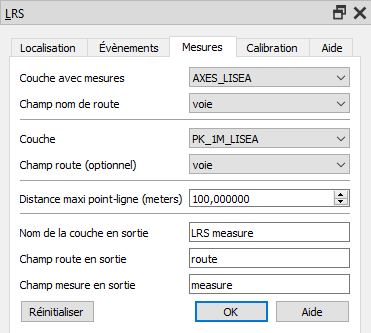 LRS
Localisation Évènements Mesures Calibration Aide
Couche avec mesures AXES_LISEA
Champ nom de route voie
Couche PK_1M_LISEA
Champ route (optionnel) voie
Distance maxi point-ligne (meters) 100,000000
Nom de la couche en sortie LRS measure
Champ route en sortie route
Champ mesure en sortie measure
Réinitialiser OK Aide